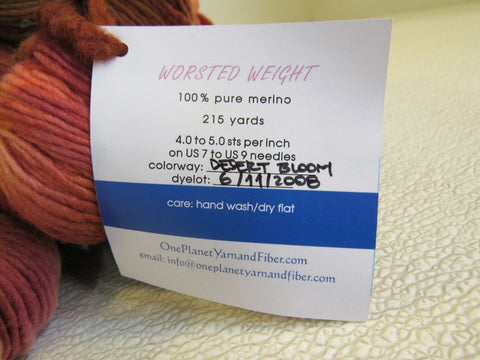 WORSTED WEIGHT
100% pure merino
215 yards
4.0 to 5.0 sts per inch
on US 7 to US 9 needles
colorway: DESERT BLOOM
dyelot: 6/11/2008
care: hand wash/dry flat
OnePlanetYarnandFiber.com
email: info@oneplanetyarnandfiber.com